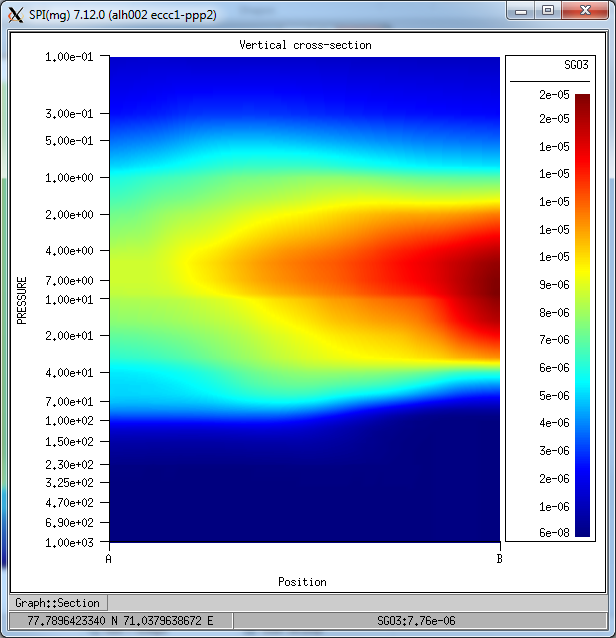 SPI(mg) 7.12.0 (alh002 eccc1-ppp2)
Vertical cross-section
SGO3
1.00e-01
3.00e-01
5.00e-01
1.00e+00
2.00e+00
4.00e+00
7.00e+00
1.00e+01
2.00e+01
4.00e+01
7.00e+01
1.00e+02
1.50e+02
2.30e+02
3.25e+02
4.70e+02
6.90e+02
1.00e+03
PRESSURE
A
B
Position
2e-05
2e-05
1e-05
1e-05
1e-05
1e-05
1e-05
9e-06
8e-06
7e-06
6e-06
5e-06
4e-06
3e-06
2e-06
1e-06
6e-08
Graph::Section
77.7896423340 N 71.0379638672 E
SGO3:7.76e-06